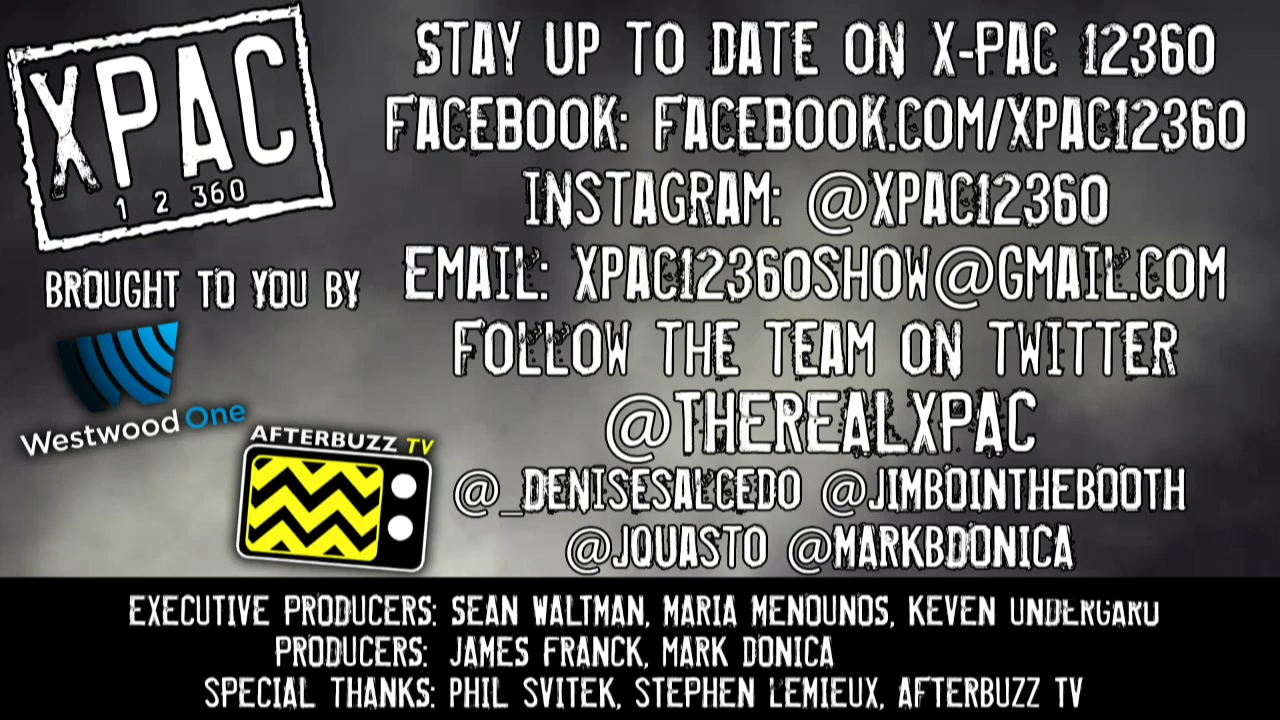 XPAC
1 2 360
BROUGHT TO YOU BY
Westwood One
AFTERBUZZ TV
STAY UP TO DATE ON X-PAC 12360
FACEBOOK: FACEBOOK.COM/XPAC12360
INSTAGRAM: @XPAC12360
EMAIL: XPAC12360SHOW@GMAIL.COM
FOLLOW THE TEAM ON TWITTER
@THEREALXPAC
@_DENISESALCEDO @JIMBOINTHEBOOTH
@JQUASTO @MARKBDONICA
EXECUTIVE PRODUCERS: SEAN WALTMAN, MARIA MENOUNOS, KEVEN UNDERGARO
PRODUCERS: JAMES FRANCK, MARK DONICA
SPECIAL THANKS: PHIL SVITEK, STEPHEN LEMIEUX, AFTERBUZZ TV